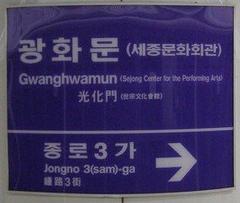 광화문 (세종문화회관)
Gwanghwamun (Sejong Center for the Performing Arts)
光化門 (世宗文化會館)
종로3가
Jongno 3(sam)-ga
鍾路3街